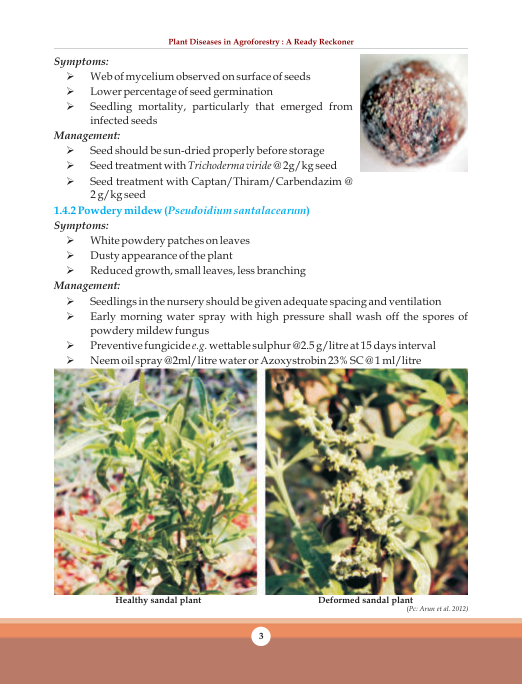 Plant Diseases in Agroforestry : A Ready Reckoner
Symptoms:
➢ Web of mycelium observed on surface of seeds
➢ Lower percentage of seed germination
➢ Seedling mortality, particularly that emerged from
infected seeds
Management:
➢ Seed should be sun-dried properly before storage
➢ Seed treatment with Trichoderma viride @ 2g/kg seed
➢ Seed treatment with Captan/Thiram/Carbendazim @
2 g/kg seed
1.4.2 Powdery mildew (Pseudoidium santalacearum)
Symptoms:
➢ White powdery patches on leaves
➢ Dusty appearance of the plant
➢ Reduced growth, small leaves, less branching
Management:
➢ Seedlings in the nursery should be given adequate spacing and ventilation
➢ Early morning water spray with high pressure shall wash off the spores of
powdery mildew fungus
➢ Preventive fungicide e.g. wettable sulphur @2.5 g/litre at 15 days interval
➢ Neem oil spray @2ml/litre water or Azoxystrobin 23% SC @ 1 ml/litre
Healthy sandal plant
Deformed sandal plant
(Pc: Arun et al. 2012)
3